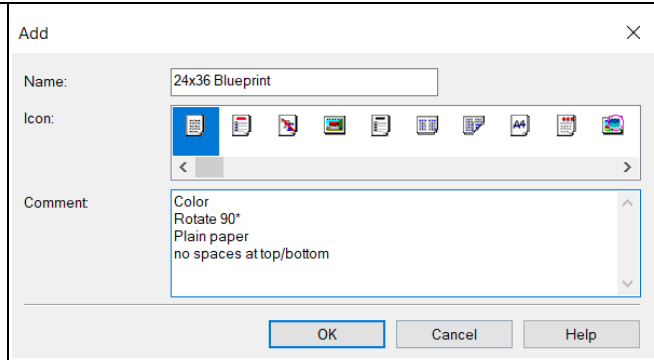 Add
Name:
24x36 Blueprint
Icon:
A4
Comment:
Color
Rotate 90*
Plain paper
no spaces at top/bottom
OK
Cancel
Help